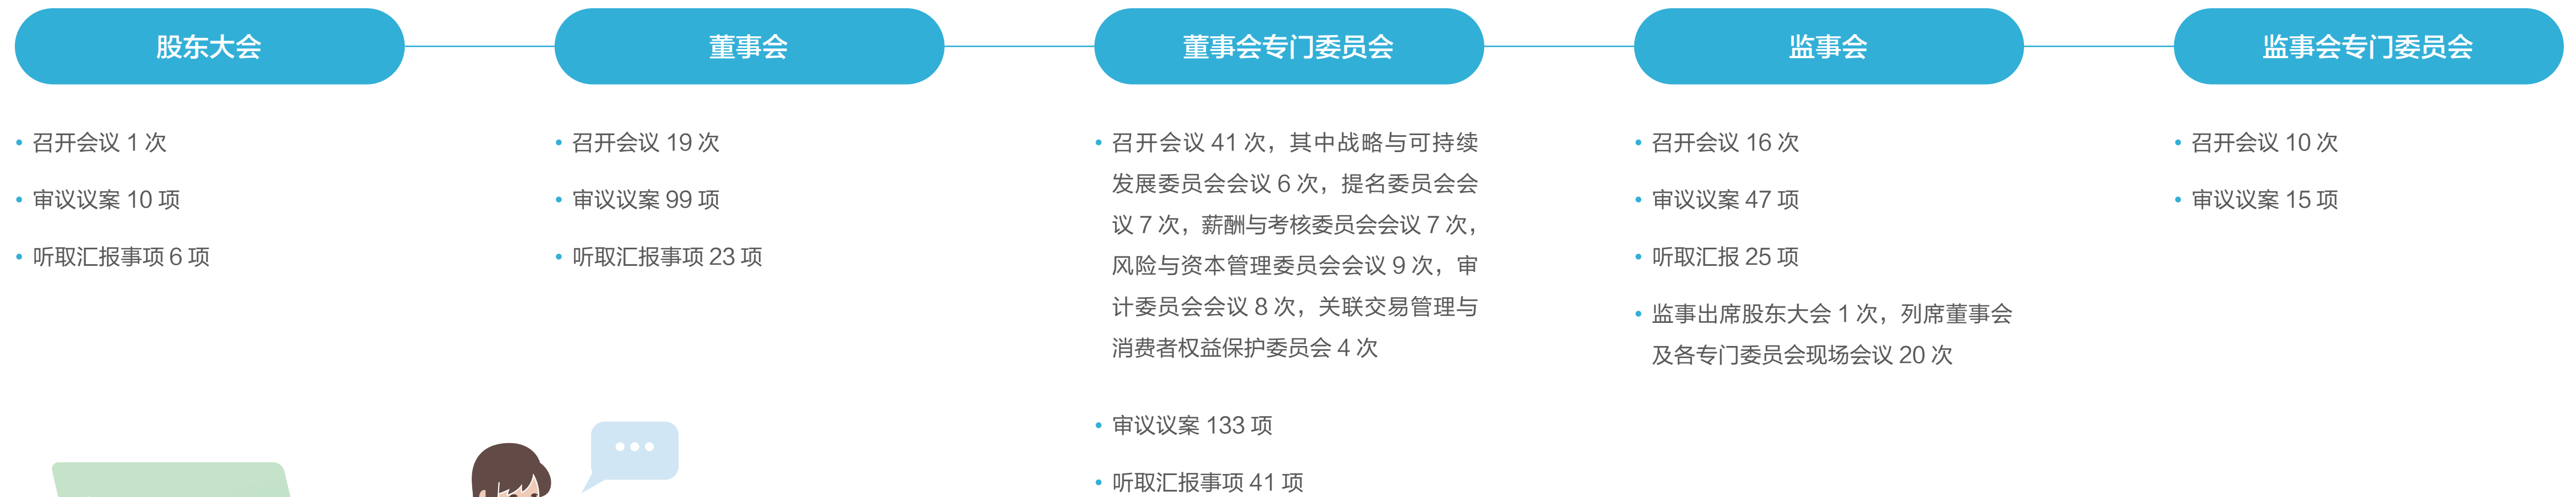 股东大会
召开会议 1 次
审议议案 10 项
听取汇报事项 6 项
董事会
召开会议 19 次
审议议案 99 项
听取汇报事项 23 项
董事会专门委员会
召开会议 41 次，其中战略与可持续
发展委员会会议 6 次，提名委员会会
议 7 次，薪酬与考核委员会会议 7 次，
风险与资本管理委员会会议 9 次，审
计委员会会议 8 次，关联交易管理与
消费者权益保护委员会 4 次
审议议案 133 项
听取汇报事项 41 项
监事会
召开会议 16 次
审议议案 47 项
听取汇报 25 项
监事出席股东大会 1 次，列席董事会
及各专门委员会现场会议 20 次
监事会专门委员会
召开会议 10 次
审议议案 15 项